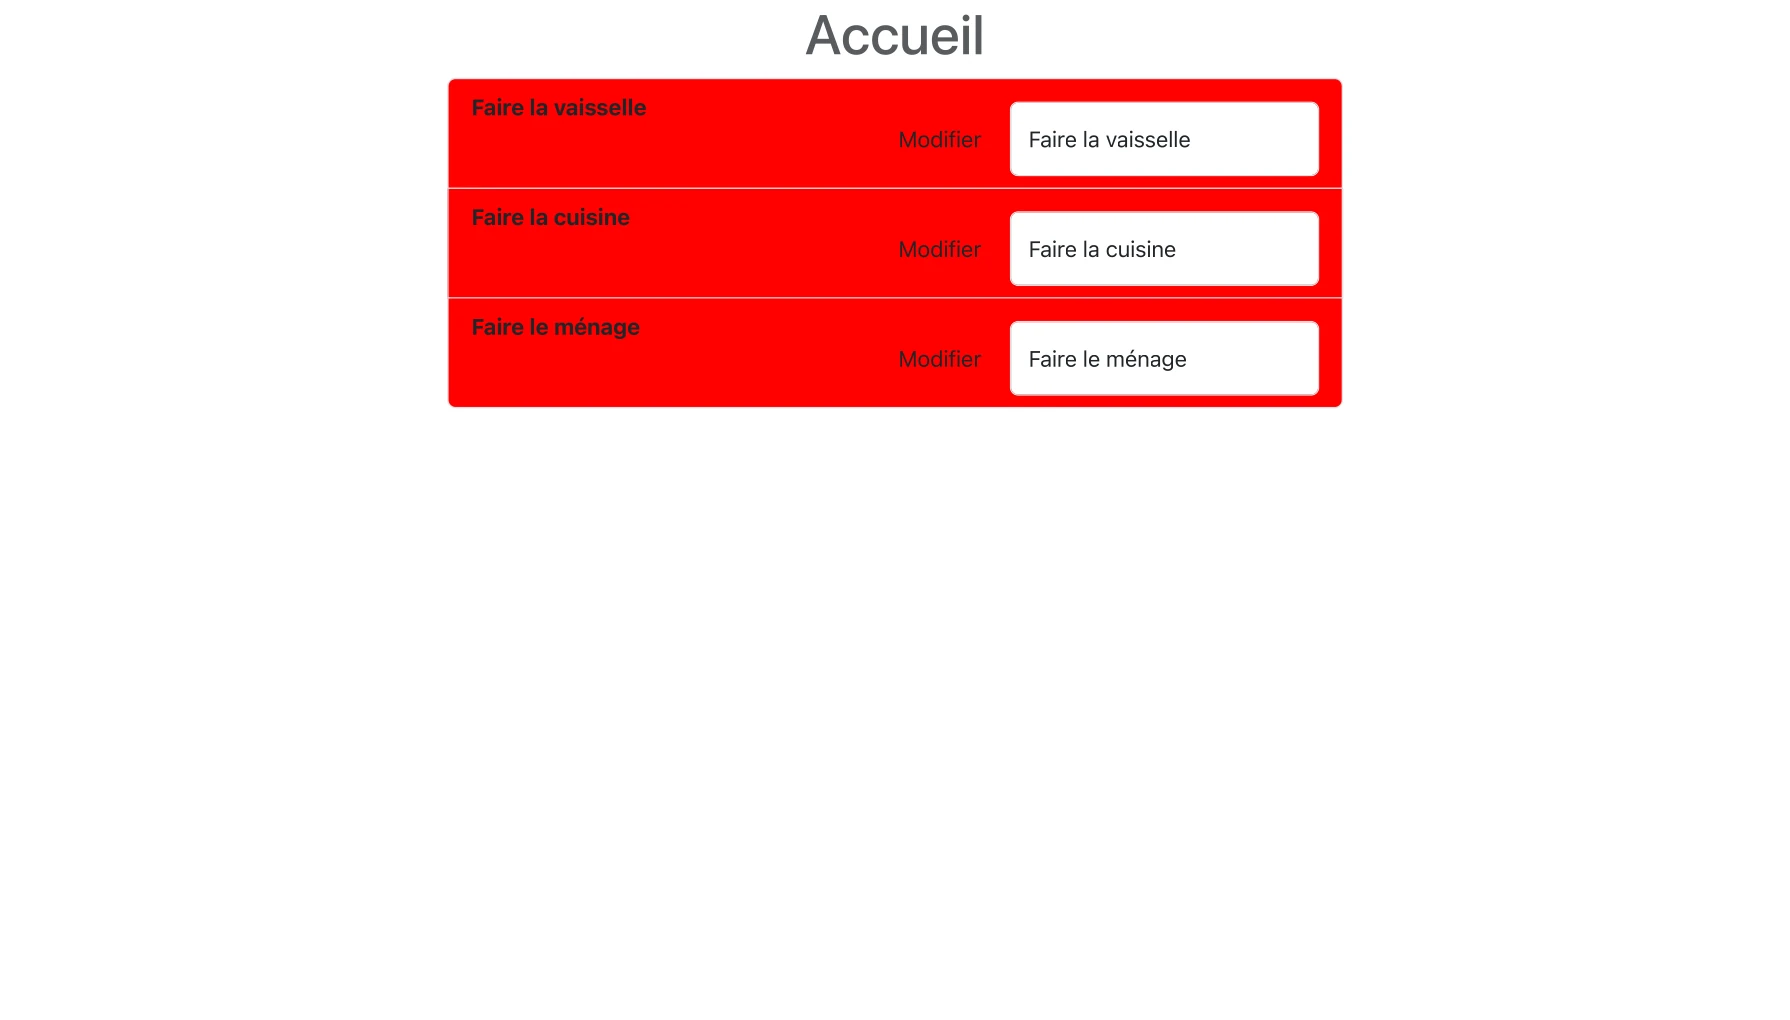 Accueil
Faire la vaisselle
Modifier Faire la vaisselle
Faire la cuisine
Modifier Faire la cuisine
Faire le ménage
Modifier Faire le ménage